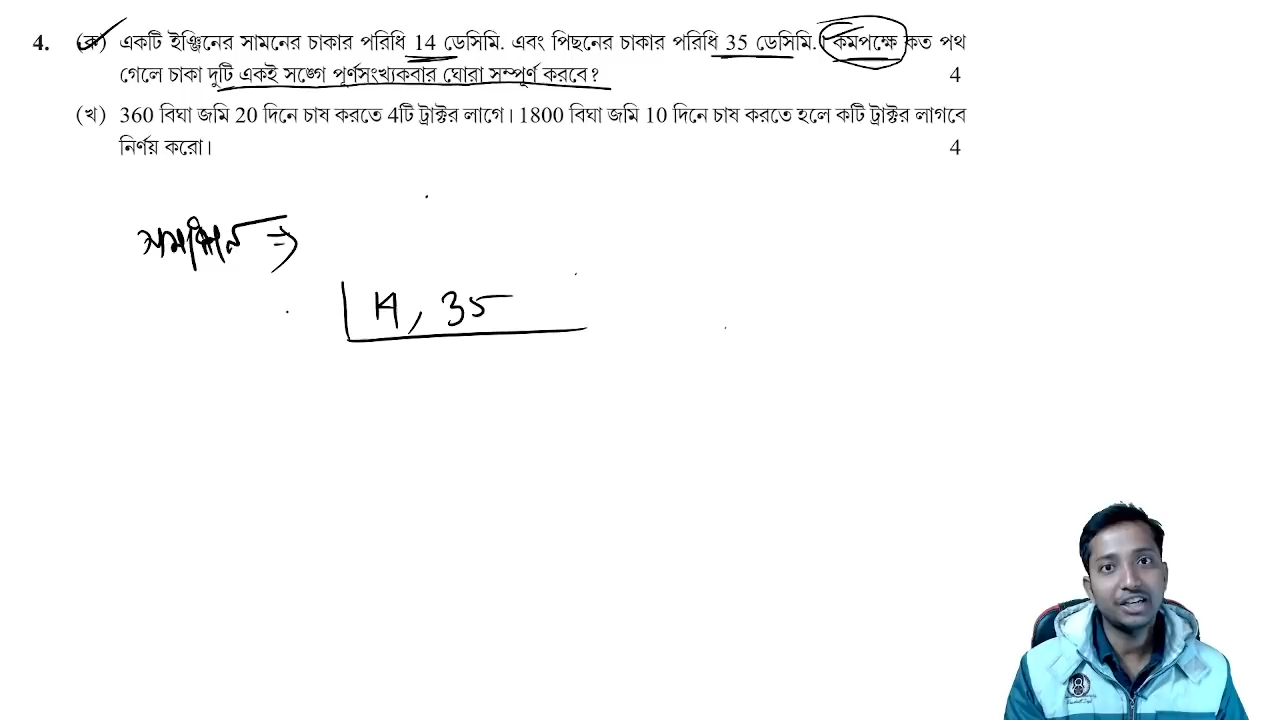 4. (ক) একটি ইঞ্জিনের সামনের চাকার পরিধি 14 ডেসিমি. এবং পিছনের চাকার পরিধি 35 ডেসিমি. । কমপক্ষে কত পথ
গেলে চাকা দুটি একই সঙ্গে পূর্ণসংখ্যকবার ঘোরা সম্পূর্ণ করবে? 4
(খ) 360 বিঘা জমি 20 দিনে চাষ করতে 4টি ট্রাক্টর লাগে। 1800 বিঘা জমি 10 দিনে চাষ করতে হলে কটি ট্রাক্টর লাগবে
নির্ণয় করো। 4
সমাধান ⇒
14, 35